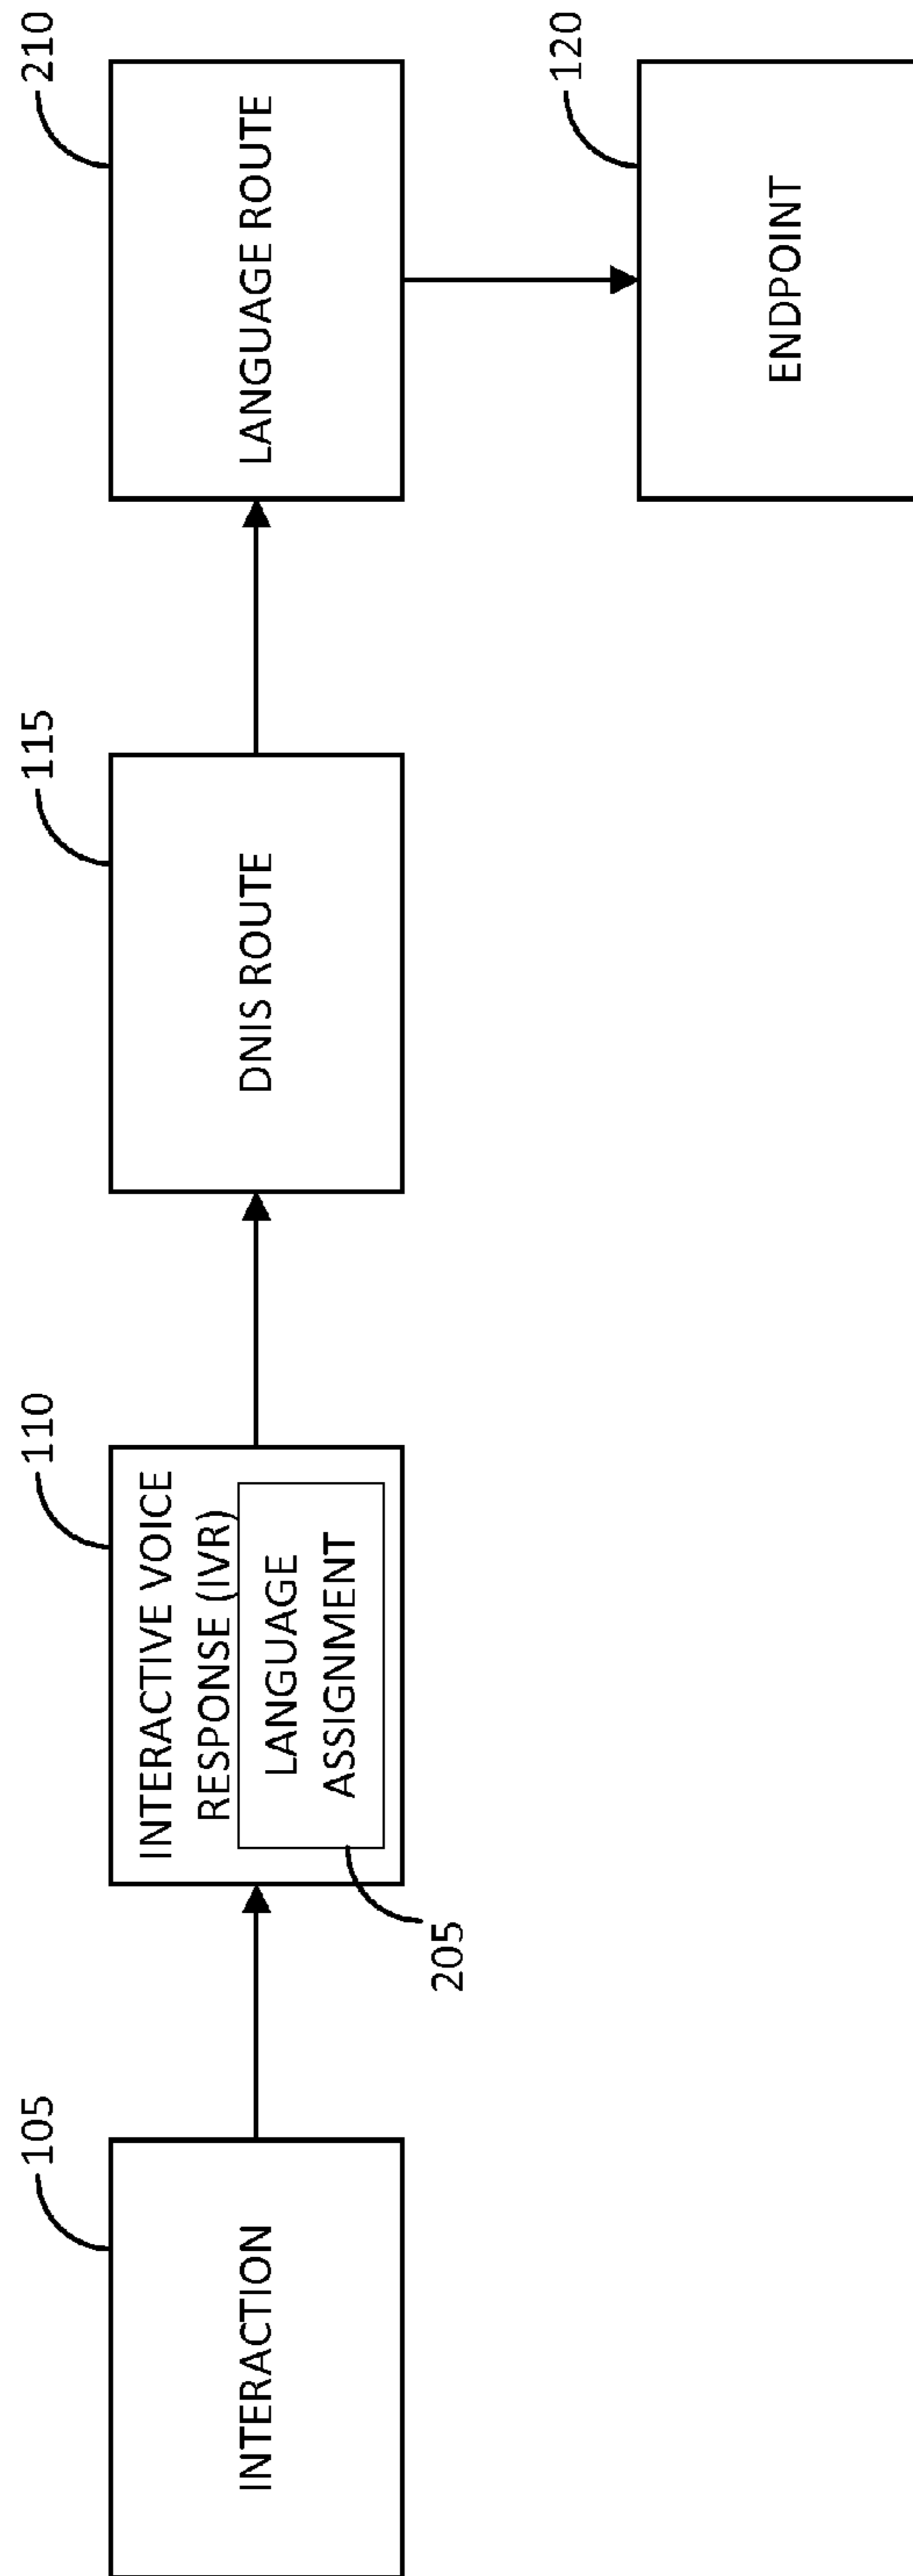 105
INTERACTION
110
INTERACTIVE VOICE
RESPONSE (IVR)
LANGUAGE
ASSIGNMENT
205
115
DNIS ROUTE
210
LANGUAGE ROUTE
120
ENDPOINT